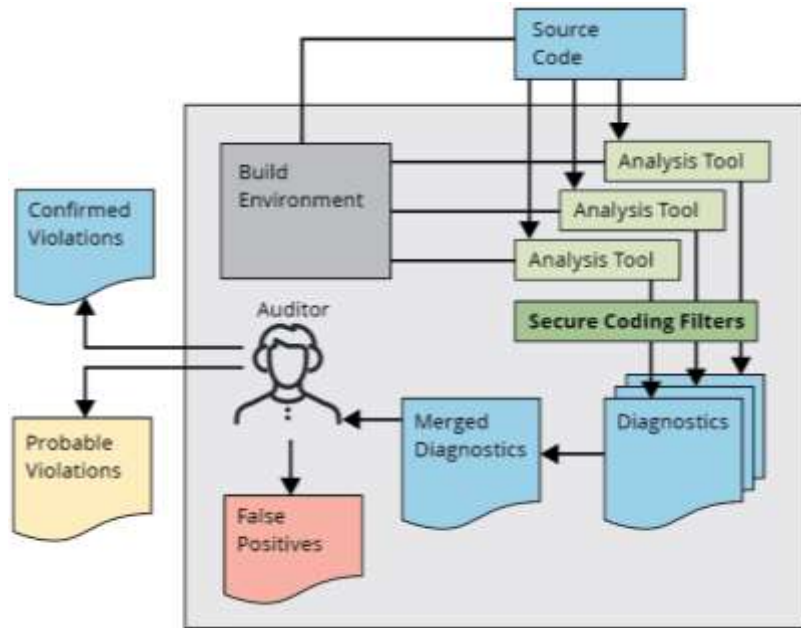 Source
Code
Build
Environment
Analysis Tool
Analysis Tool
Analysis Tool
Secure Coding Filters
Confirmed
Violations
Auditor
Probable
Violations
Merged
Diagnostics
Diagnostics
False
Positives